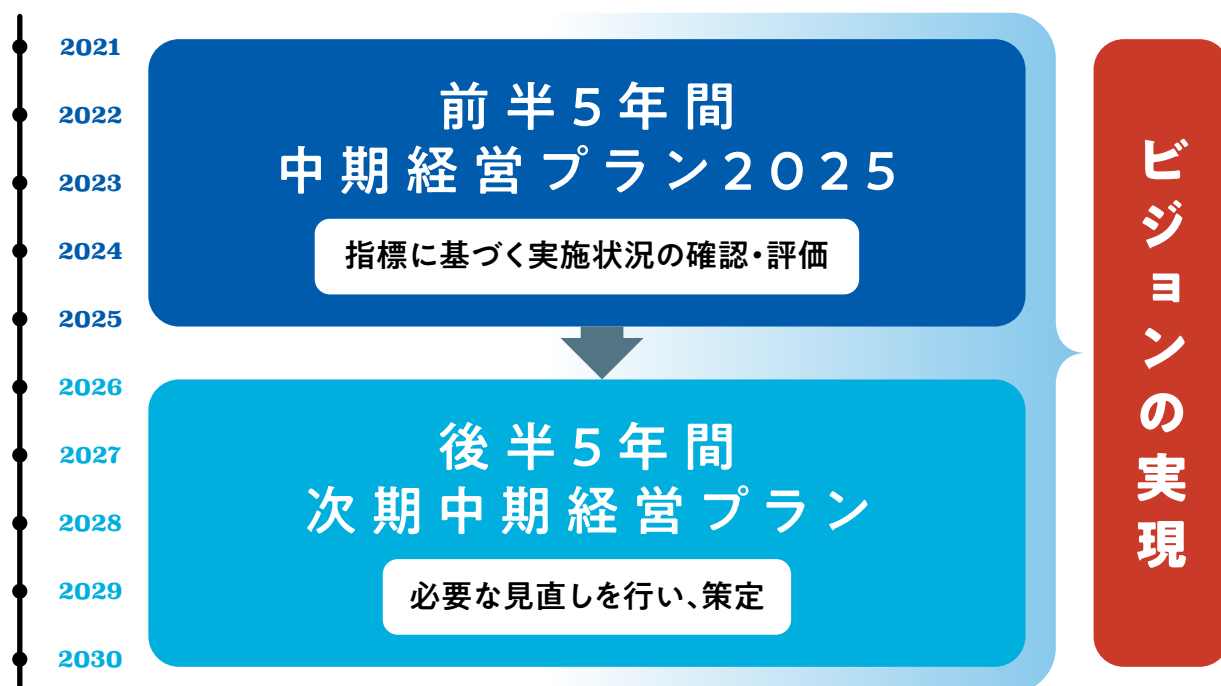 2021
2022
2023
2024
2025
2026
2027
2028
2029
2030
前半5年間
中期経営プラン2025
指標に基づく実施状況の確認・評価
後半5年間
次期中期経営プラン
必要な見直しを行い、策定
ビジョンの実現